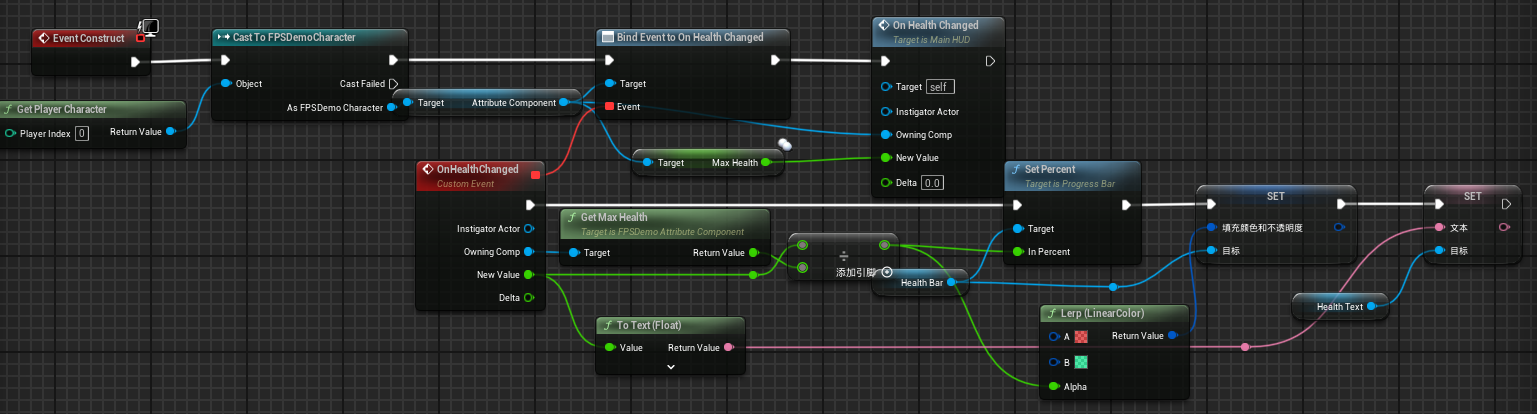 Event Construct
Get Player Character
Player Index 0
Return Value
Cast To FPSDemoCharacter
Object
Cast Failed
As FPSDemo Character
Target
Attribute Component
Bind Event to On Health Changed
Target
Event
Target
Max Health
On Health Changed
Target is Main HUD
Target self
Instigator Actor
Owning Comp
New Value
Delta 0.0
OnHealthChanged
Custom Event
Instigator Actor
Owning Comp
New Value
Delta
Get Max Health
Target is FPSDemo Attribute Component
Target
Return Value
÷
添加引脚
Health Bar
To Text (Float)
Value
Return Value
Set Percent
Target is Progress Bar
Target
In Percent
Lerp (LinearColor)
A
Return Value
B
Alpha
SET
填充颜色和不透明度
目标
Health Text
SET
文本
目标